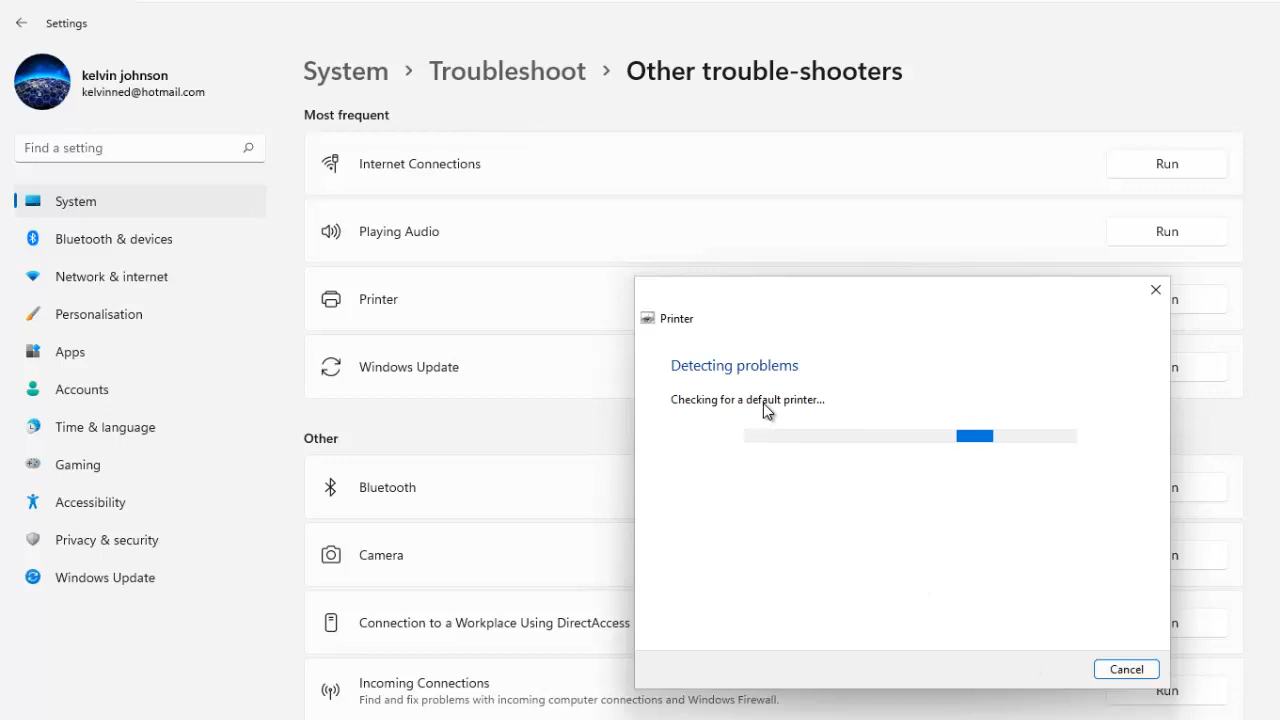 Settings
kelvin johnson
kelvinned@hotmail.com
Find a setting
System
Bluetooth & devices
Network & internet
Personalisation
Apps
Accounts
Time & language
Gaming
Accessibility
Privacy & security
Windows Update
System > Troubleshoot > Other trouble-shooters
Most frequent
Internet Connections Run
Playing Audio Run
Printer
Windows Update
Other
Bluetooth
Camera
Connection to a Workplace Using DirectAccess
Incoming Connections
Find and fix problems with incoming computer connections and Windows Firewall.
Run
Printer
Detecting problems
Checking for a default printer...
Cancel